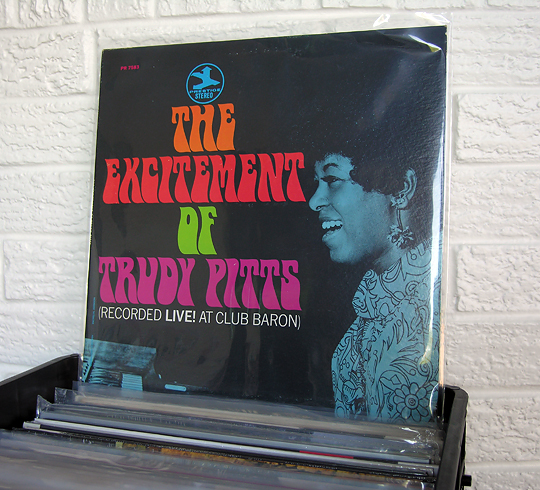 PR 7583
PRESTIGE
STEREO
THE
EXCITEMENT
OF
TRUDY PITTS
(RECORDED LIVE! AT CLUB BARON)